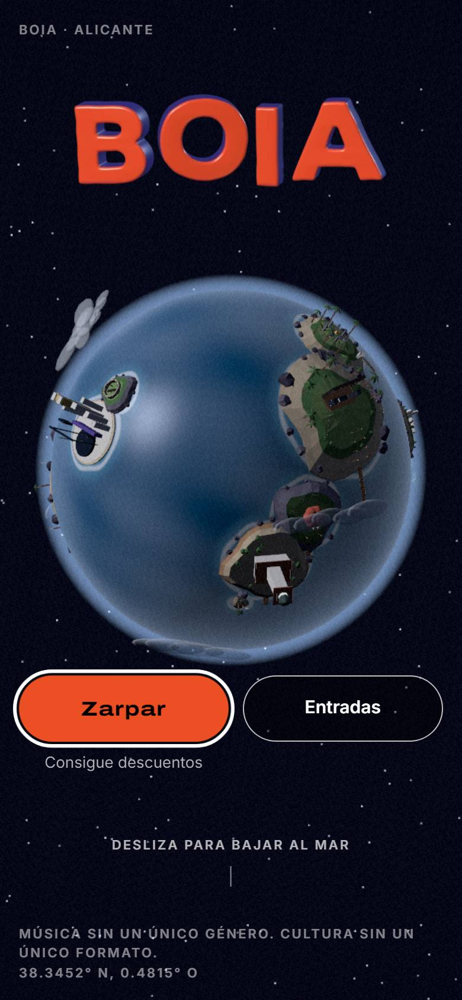 BOIA · ALICANTE
BOIA
Zarpar
Entradas
Consigue descuentos
DESLIZA PARA BAJAR AL MAR
MÚSICA SIN UN ÚNICO GÉNERO. CULTURA SIN UN
ÚNICO FORMATO.
38.3452° N, 0.4815° O